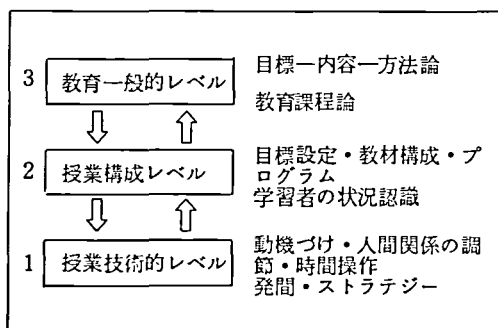 3 教育一般的レベル 目標一内容一方法論
教育課程論
2 授業構成レベル 目標設定・教材構成・プ
ログラム
学習者の状況認識
1 授業技術的レベル 動機づけ・人間関係の調
節・時間操作
発問・ストラテジー